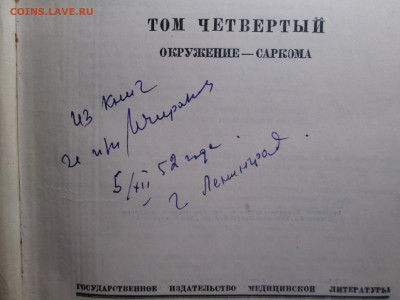 COINS.LAVE.RU
ТОМ ЧЕТВЕРТЫЙ
ОКРУЖЕНИЕ—САРКОМА
из книг
5/XII 52 года.
г Ленинград.
ГОСУДАРСТВЕННОЕ ИЗДАТЕЛЬСТВО МЕДИЦИНСКОЙ ЛИТЕРАТУРЫ